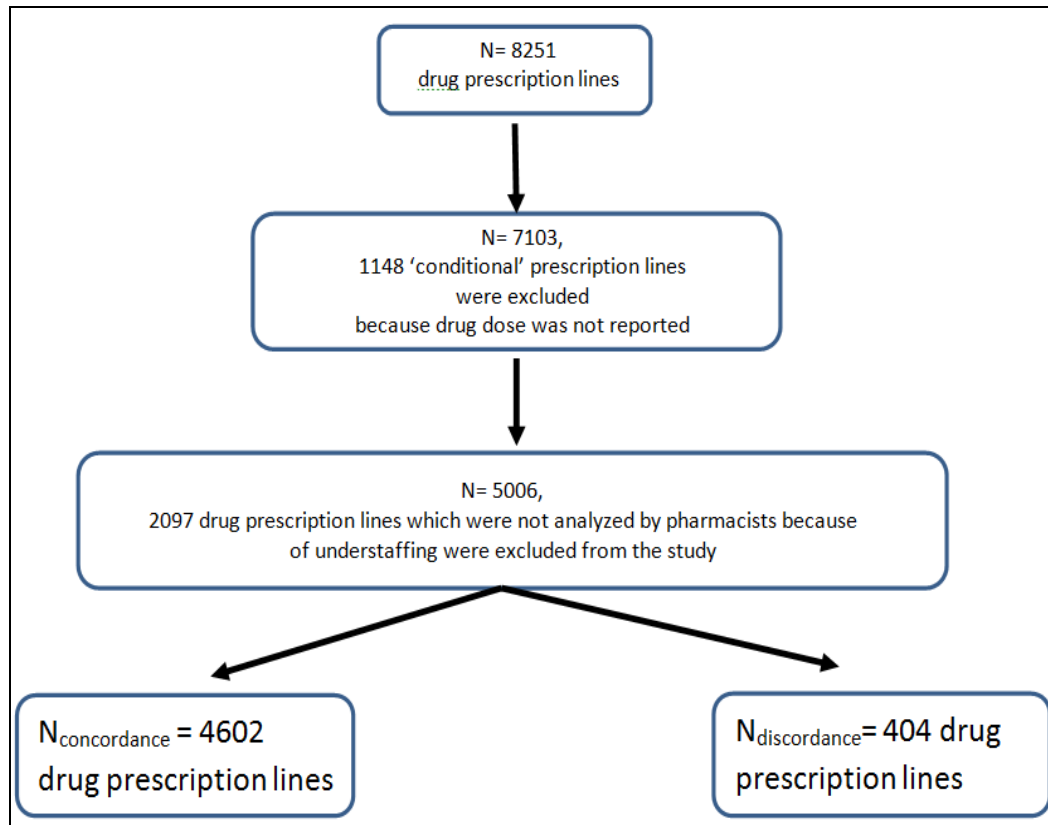 N= 8251
drug prescription lines
N= 7103,
1148 ‘conditional’ prescription lines
were excluded
because drug dose was not reported
N= 5006,
2097 drug prescription lines which were not analyzed by pharmacists because
of understaffing were excluded from the study
Nconcordance = 4602
drug prescription lines
Ndiscordance= 404 drug
prescription lines